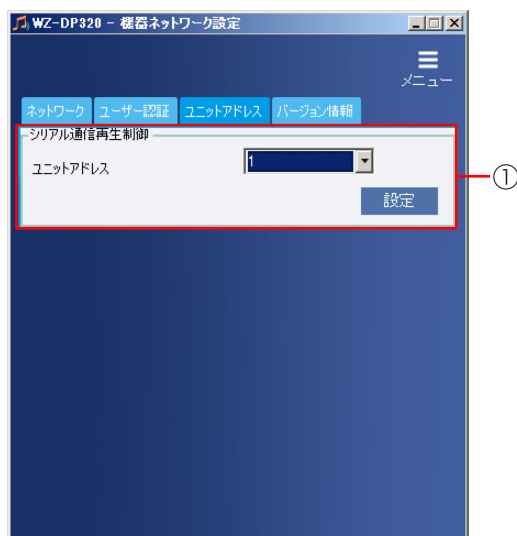 WZ-DP320 - 機器ネットワーク設定
メニュー
ネットワーク ユーザー認証 ユニットアドレス バージョン情報
シリアル通信再生制御
ユニットアドレス 1
①
設定